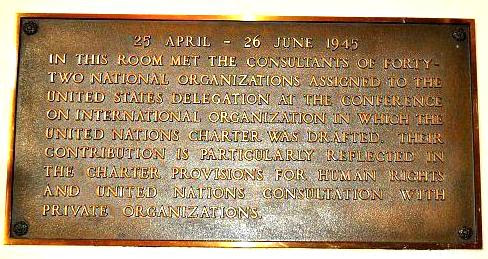 25 APRIL - 26 JUNE 1945
IN THIS ROOM MET THE CONSULTANTS OF FORTY-
TWO NATIONAL ORGANIZATIONS ASSIGNED TO THE
UNITED STATES DELEGATION AT THE CONFERENCE
ON INTERNATIONAL ORGANIZATION IN WHICH THE
UNITED NATIONS CHARTER WAS DRAFTED. THEIR
CONTRIBUTION IS PARTICULARLY REFLECTED IN
THE CHARTER PROVISIONS FOR HUMAN RIGHTS
AND UNITED NATIONS CONSULTATION WITH
PRIVATE ORGANIZATIONS.